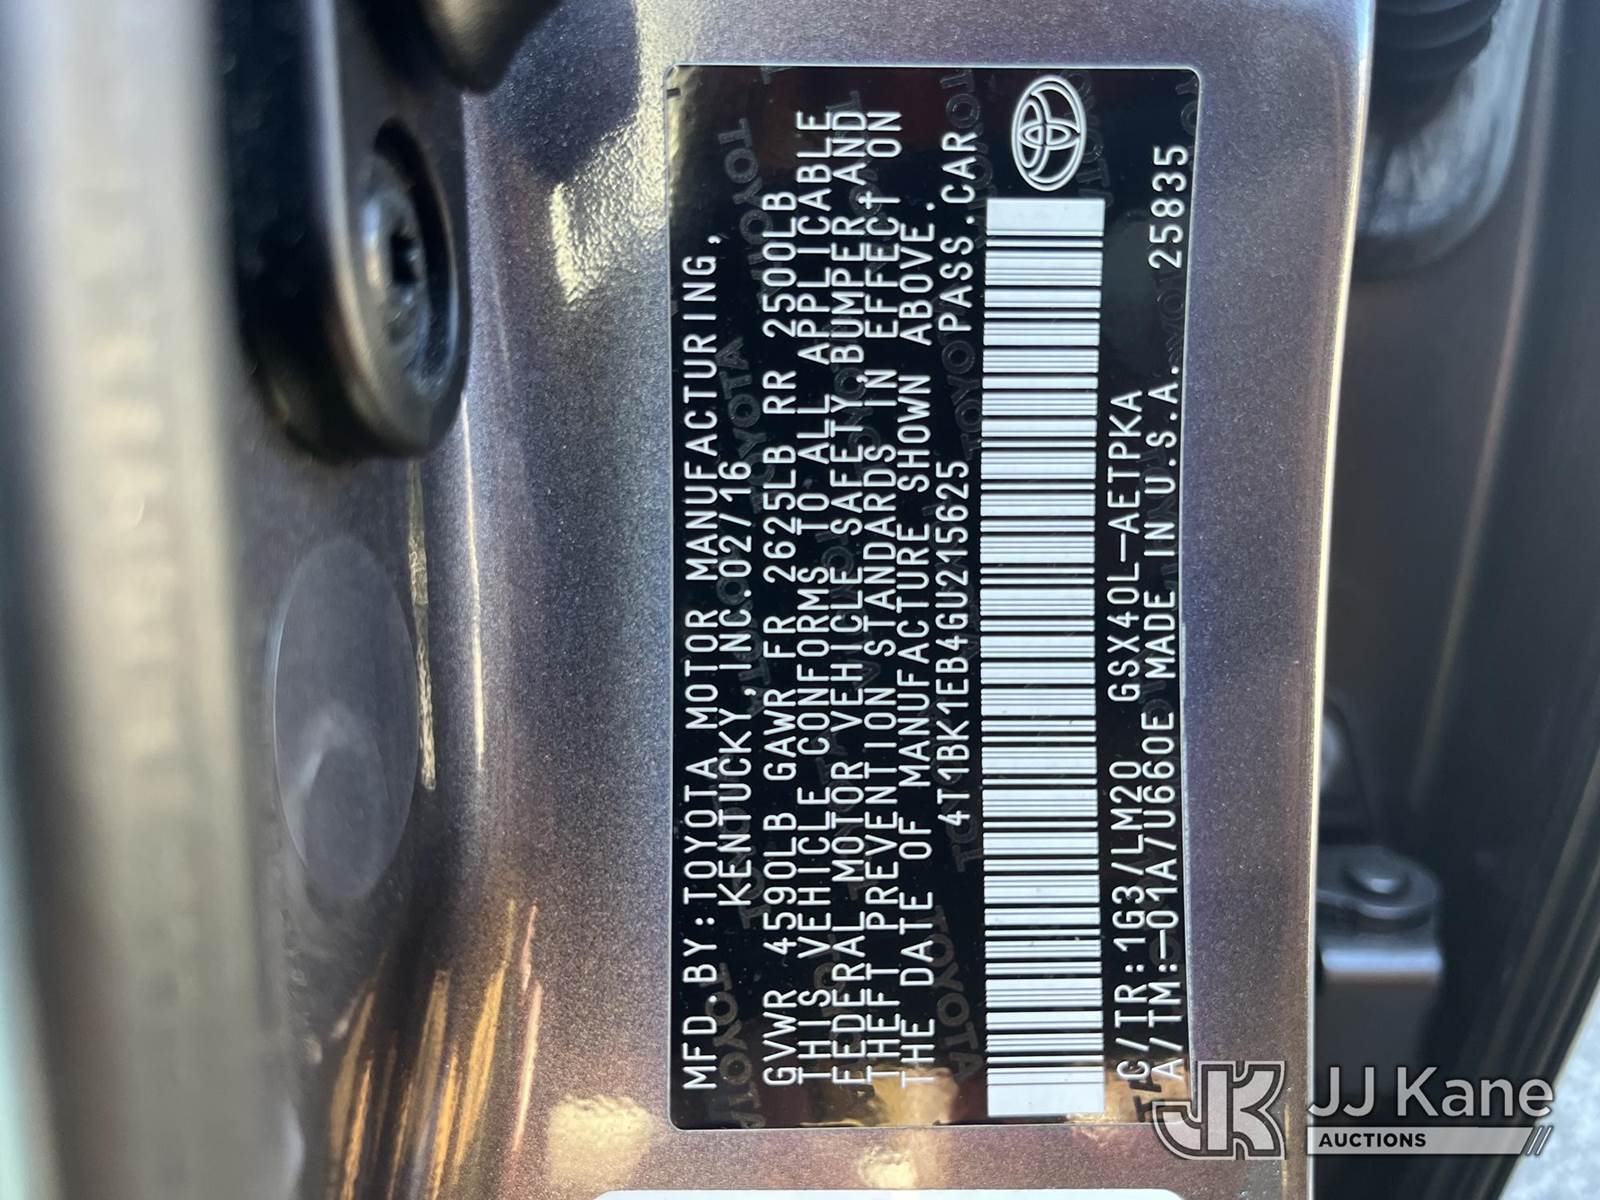 MFD.BY:TOYOTA MOTOR MANUFACTURING,
KENTUCKY,INC.02/16
GVWR 4590LB GAWR FR 2625LB RR 2500LB
THIS VEHICLE CONFORMS TO ALL APPLICABLE
FEDERAL MOTOR VEHICLE SAFETY,BUMPER,AND
THEFT PREVENTION STANDARDS IN EFFECT ON
THE DATE OF MANUFACTURE SHOWN ABOVE.
4T1BK1EB4GU215625 PASS.CAR
C/TR:1G3/LM20 GSX40L-AETPKA
A/TM:-01A/U660E MADE IN U.S.A. 25835
JJ Kane
AUCTIONS